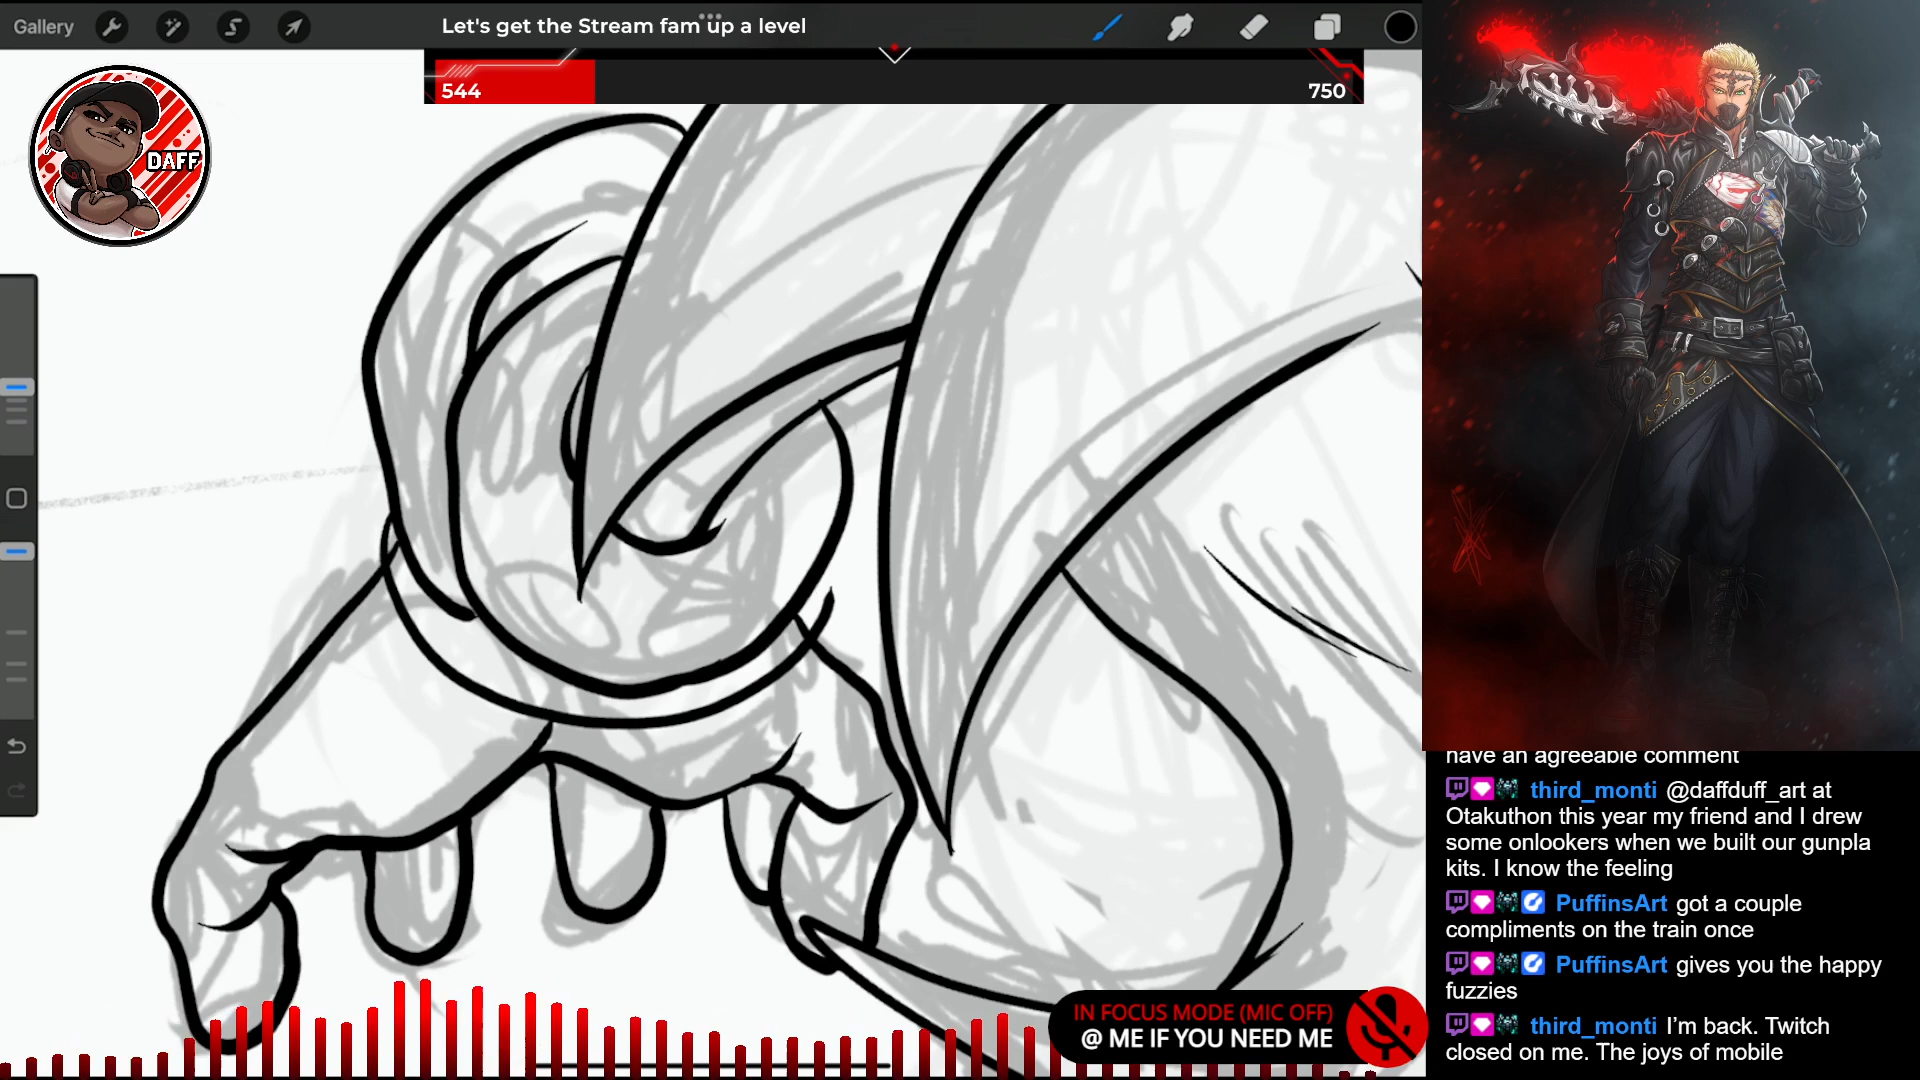 Gallery
Let's get the Stream fam up a level
544
750
DAFF
IN FOCUS MODE (MIC OFF)
@ ME IF YOU NEED ME
have an agreeable comment
third_monti @daffduff_art at
Otakuthon this year my friend and I drew
some onlookers when we built our gunpla
kits. I know the feeling
PuffinsArt got a couple
compliments on the train once
PuffinsArt gives you the happy
fuzzies
third_monti I’m back. Twitch
closed on me. The joys of mobile